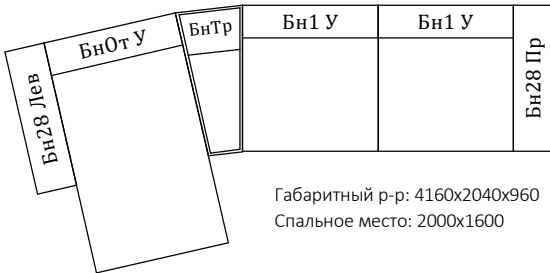 Бн28 Лев
БнОт У
БнТр
Бн1 У
Бн1 У
Бн28 Пр
Габаритный р-р: 4160х2040х960
Спальное место: 2000х1600